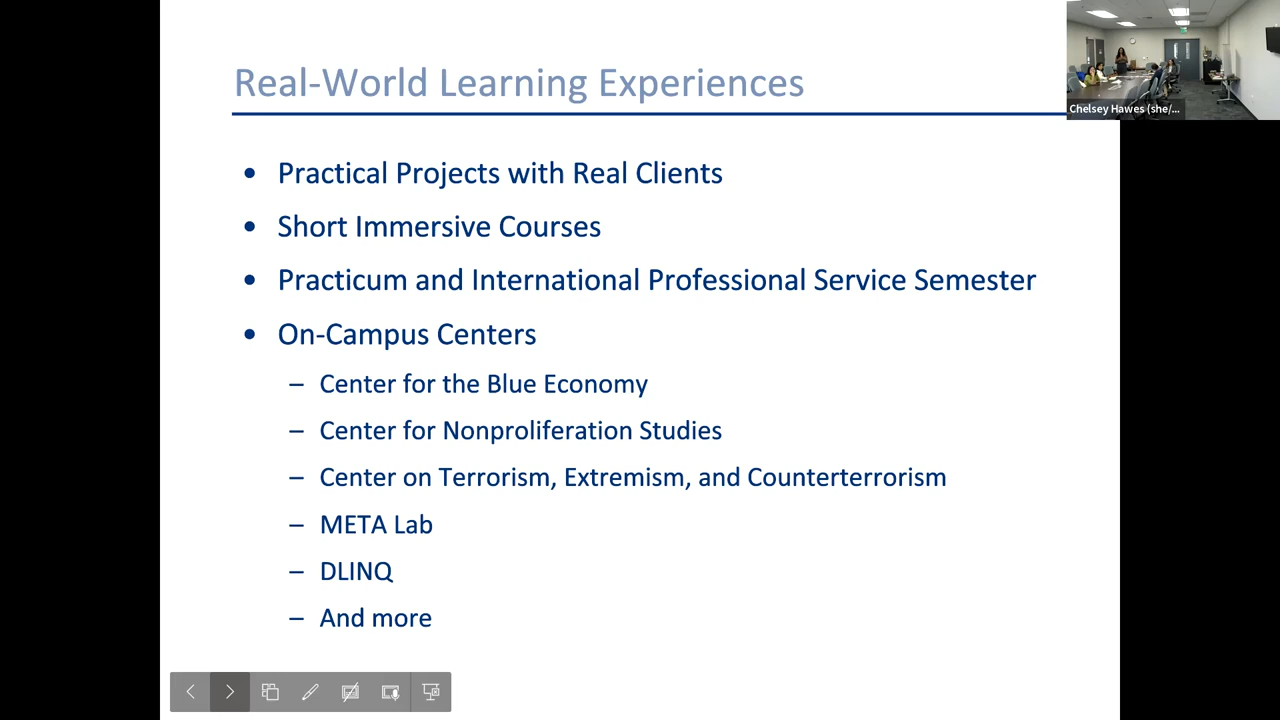 Real-World Learning Experiences
Chelsey Hawes (she/...
• Practical Projects with Real Clients
• Short Immersive Courses
• Practicum and International Professional Service Semester
• On-Campus Centers
– Center for the Blue Economy
– Center for Nonproliferation Studies
– Center on Terrorism, Extremism, and Counterterrorism
– META Lab
– DLINQ
– And more